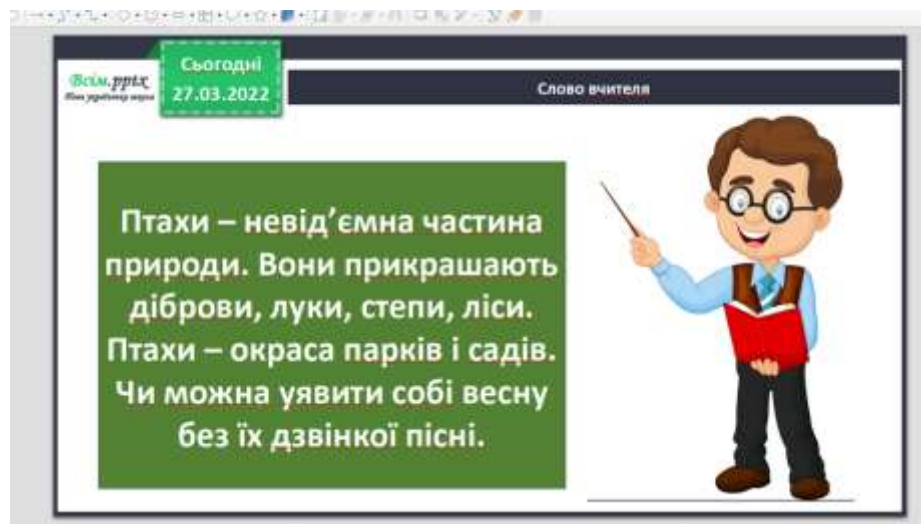 Сьогодні
27.03.2022
Всім.pptx
Слово вчителя
Птахи – невід’ємна частина
природи. Вони прикрашають
діброви, луки, степи, ліси.
Птахи – окраса парків і садів.
Чи можна уявити собі весну
без їх дзвінкої пісні.